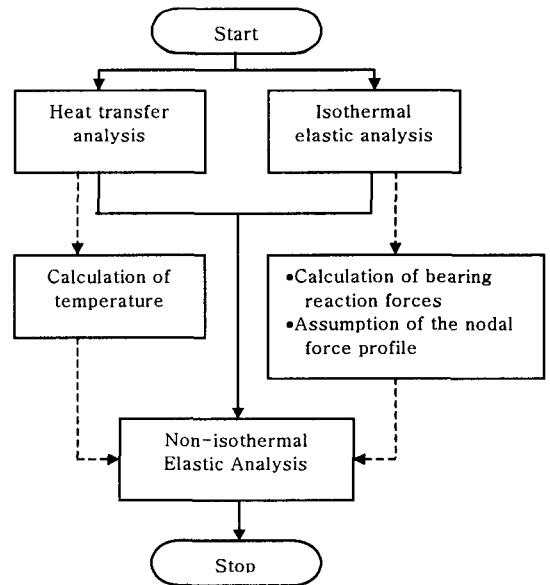 Start
Heat transfer
analysis
Isothermal
elastic analysis
Calculation of
temperature
•Calculation of bearing
reaction forces
•Assumption of the nodal
force profile
Non-isothermal
Elastic Analysis
Stop